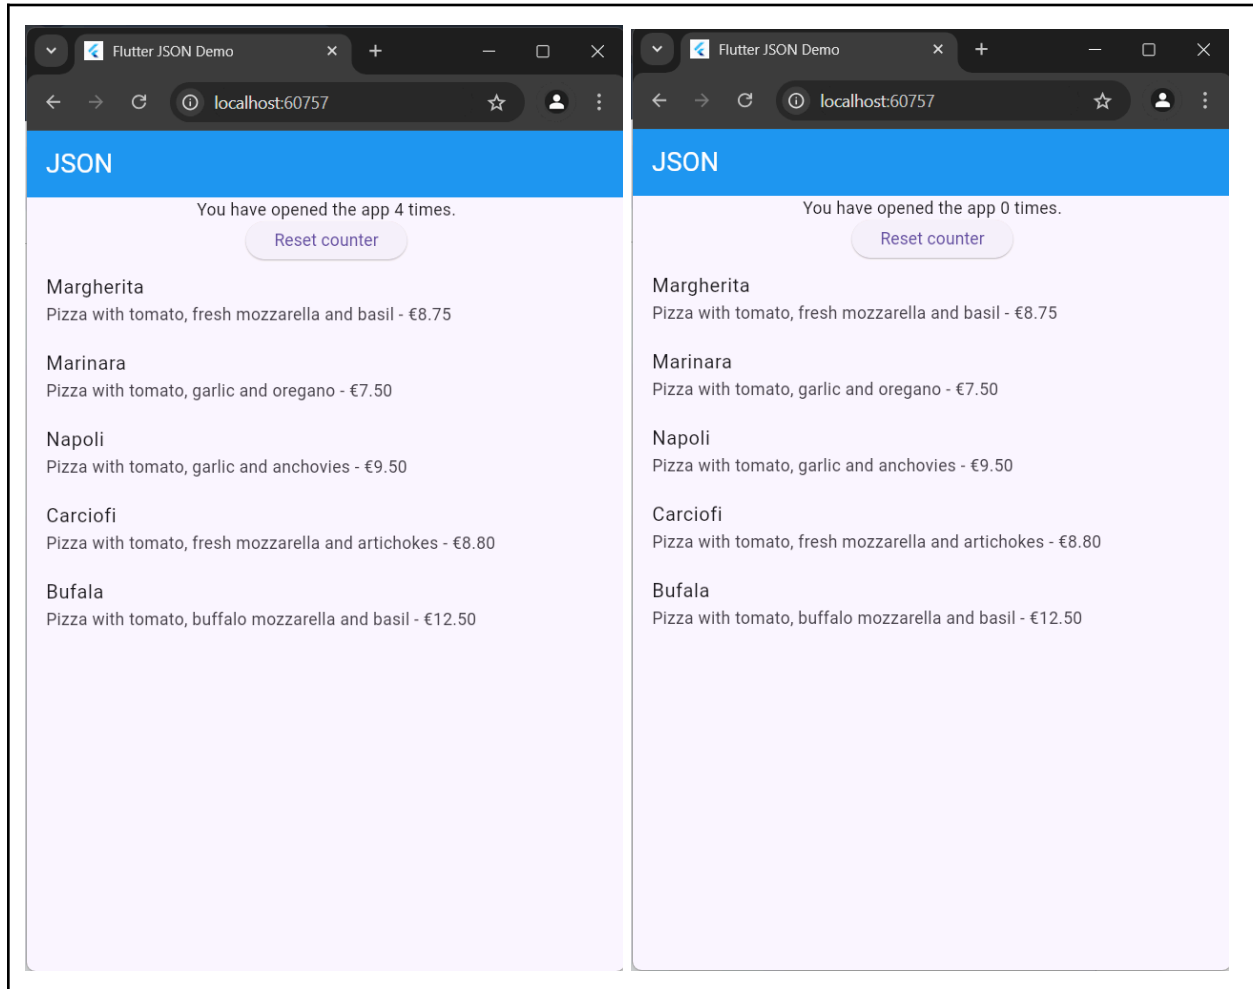 Flutter JSON Demo
localhost:60757
JSON
You have opened the app 4 times.
Reset counter
Margherita
Pizza with tomato, fresh mozzarella and basil - €8.75
Marinara
Pizza with tomato, garlic and oregano - €7.50
Napoli
Pizza with tomato, garlic and anchovies - €9.50
Carciofi
Pizza with tomato, fresh mozzarella and artichokes - €8.80
Bufala
Pizza with tomato, buffalo mozzarella and basil - €12.50
Flutter JSON Demo
localhost:60757
JSON
You have opened the app 0 times.
Reset counter
Margherita
Pizza with tomato, fresh mozzarella and basil - €8.75
Marinara
Pizza with tomato, garlic and oregano - €7.50
Napoli
Pizza with tomato, garlic and anchovies - €9.50
Carciofi
Pizza with tomato, fresh mozzarella and artichokes - €8.80
Bufala
Pizza with tomato, buffalo mozzarella and basil - €12.50